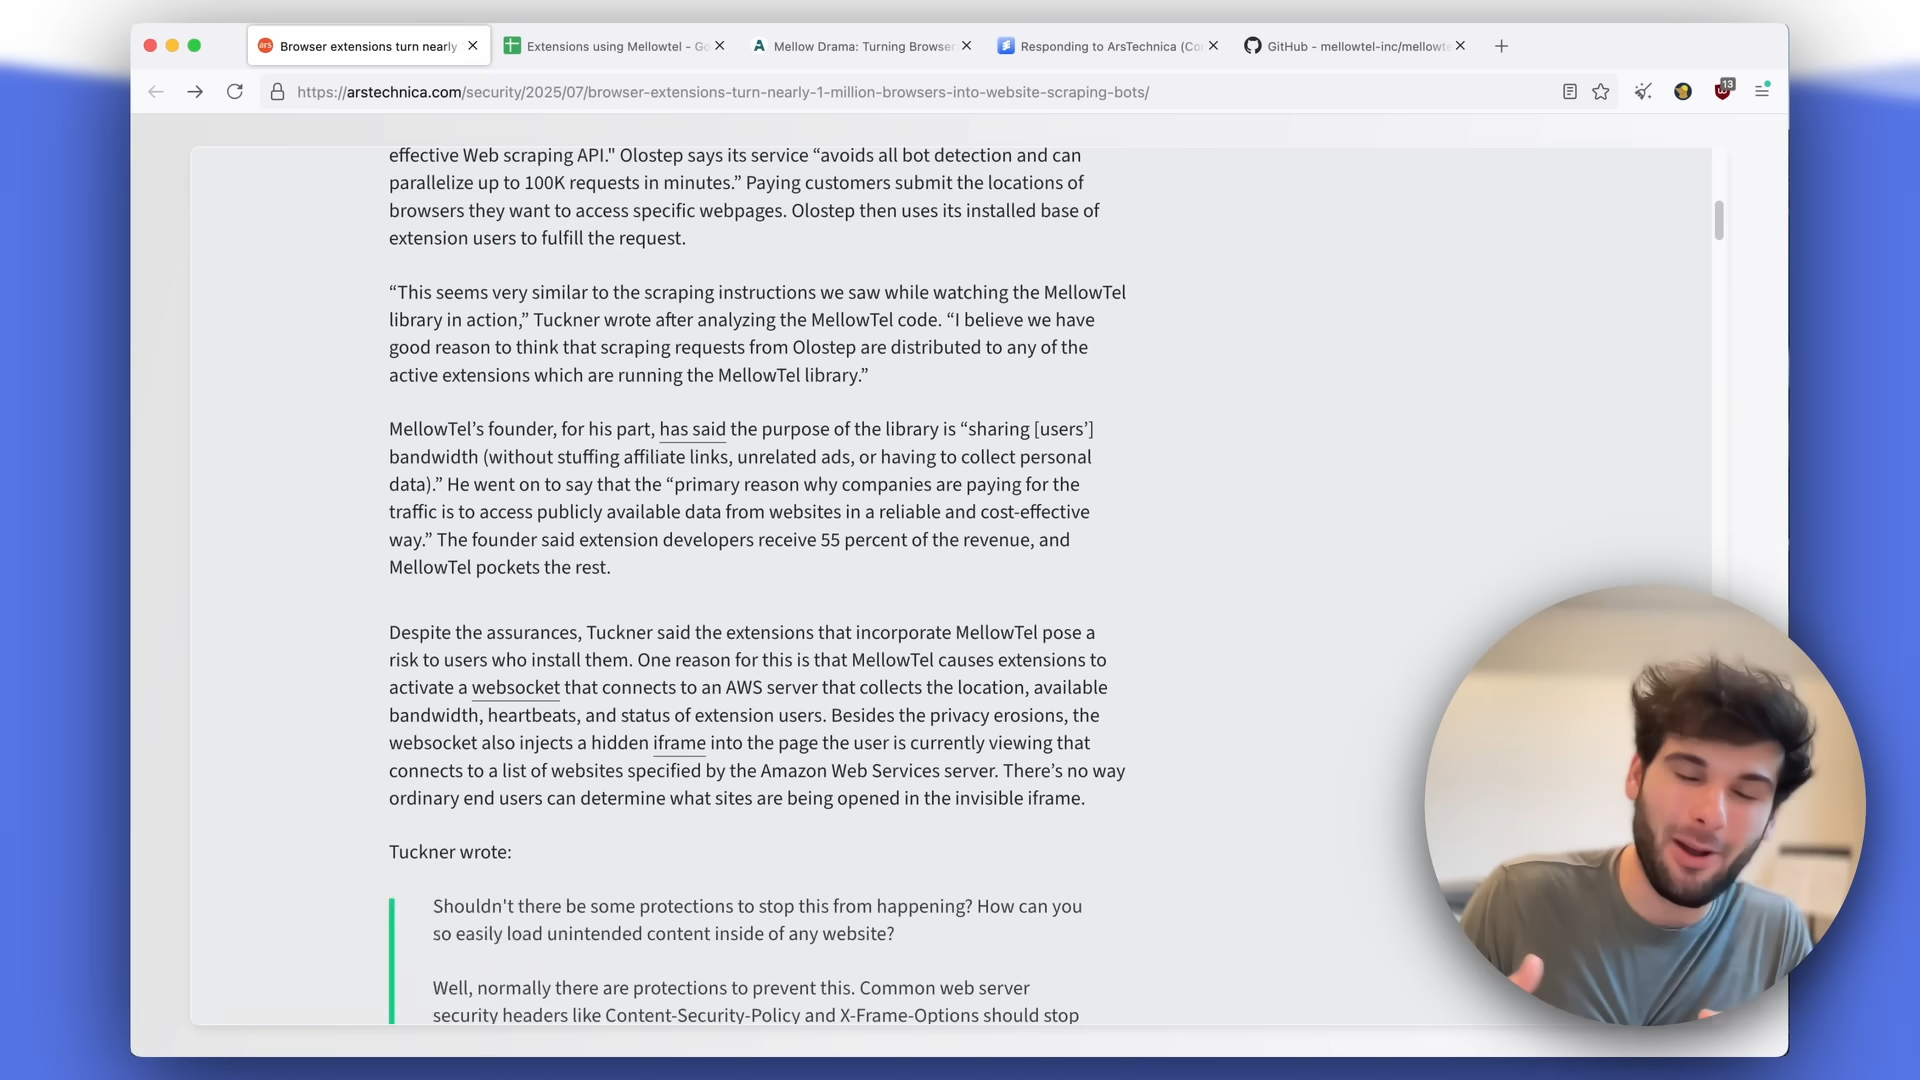 Browser extensions turn nearly
Extensions using Mellowtel - Go
Mellow Drama: Turning Browser
Responding to ArsTechnica (Co
GitHub - mellowtel-inc/mellowte
https://arstechnica.com/security/2025/07/browser-extensions-turn-nearly-1-million-browsers-into-website-scraping-bots/
13
effective Web scraping API." Olostep says its service “avoids all bot detection and can
parallelize up to 100K requests in minutes.” Paying customers submit the locations of
browsers they want to access specific webpages. Olostep then uses its installed base of
extension users to fulfill the request.
“This seems very similar to the scraping instructions we saw while watching the MellowTel
library in action,” Tuckner wrote after analyzing the MellowTel code. “I believe we have
good reason to think that scraping requests from Olostep are distributed to any of the
active extensions which are running the MellowTel library.”
MellowTel’s founder, for his part, has said the purpose of the library is “sharing [users’]
bandwidth (without stuffing affiliate links, unrelated ads, or having to collect personal
data).” He went on to say that the “primary reason why companies are paying for the
traffic is to access publicly available data from websites in a reliable and cost-effective
way.” The founder said extension developers receive 55 percent of the revenue, and
MellowTel pockets the rest.
Despite the assurances, Tuckner said the extensions that incorporate MellowTel pose a
risk to users who install them. One reason for this is that MellowTel causes extensions to
activate a websocket that connects to an AWS server that collects the location, available
bandwidth, heartbeats, and status of extension users. Besides the privacy erosions, the
websocket also injects a hidden iframe into the page the user is currently viewing that
connects to a list of websites specified by the Amazon Web Services server. There’s no way
ordinary end users can determine what sites are being opened in the invisible iframe.
Tuckner wrote:
Shouldn't there be some protections to stop this from happening? How can you
so easily load unintended content inside of any website?
Well, normally there are protections to prevent this. Common web server
security headers like Content-Security-Policy and X-Frame-Options should stop